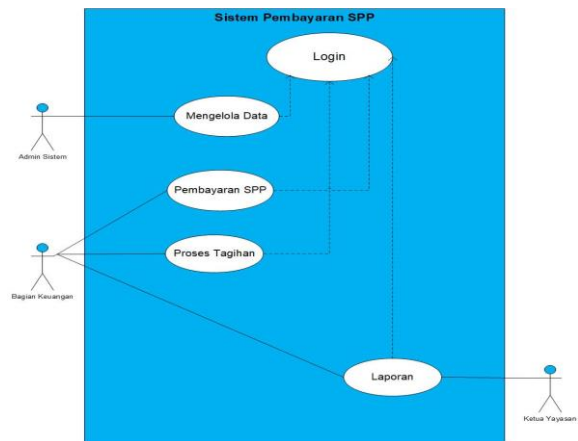 Sistem Pembayaran SPP
Login
Mengelola Data
Admin Sistem
Pembayaran SPP
Proses Tagihan
Bagian Keuangan
Laporan
Ketua Yayasan